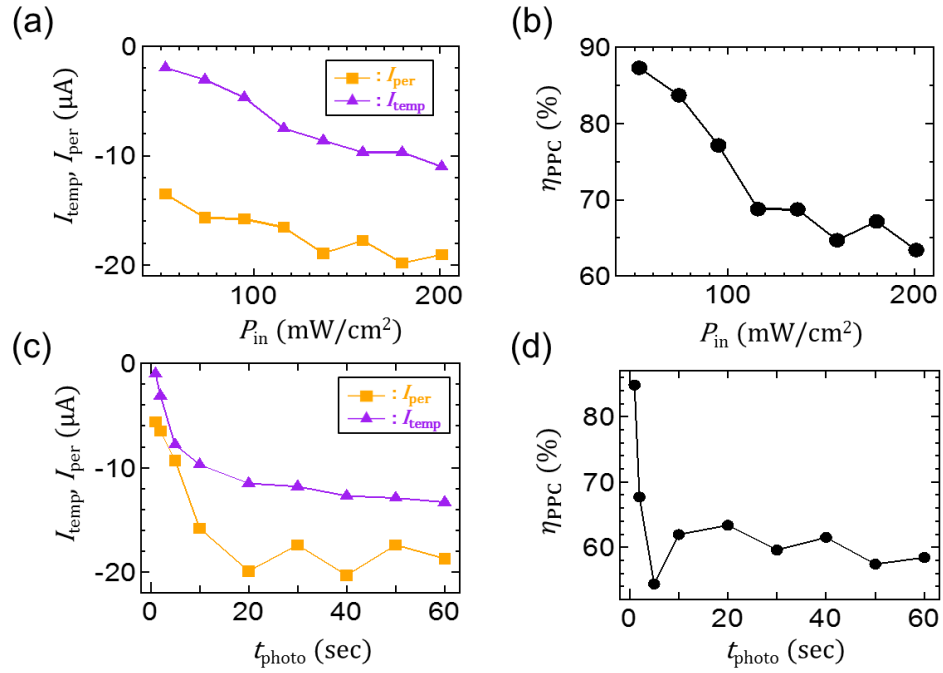 (a)
0
-10
-20
I_temp, I_per (μA)
: I_per
: I_temp
100
200
P_in (mW/cm²)
(b)
90
80
70
60
η_PPC (%)
100
200
P_in (mW/cm²)
(c)
0
-10
-20
I_temp, I_per (μA)
: I_per
: I_temp
0 20 40 60
t_photo (sec)
(d)
80
70
60
η_PPC (%)
0 20 40 60
t_photo (sec)